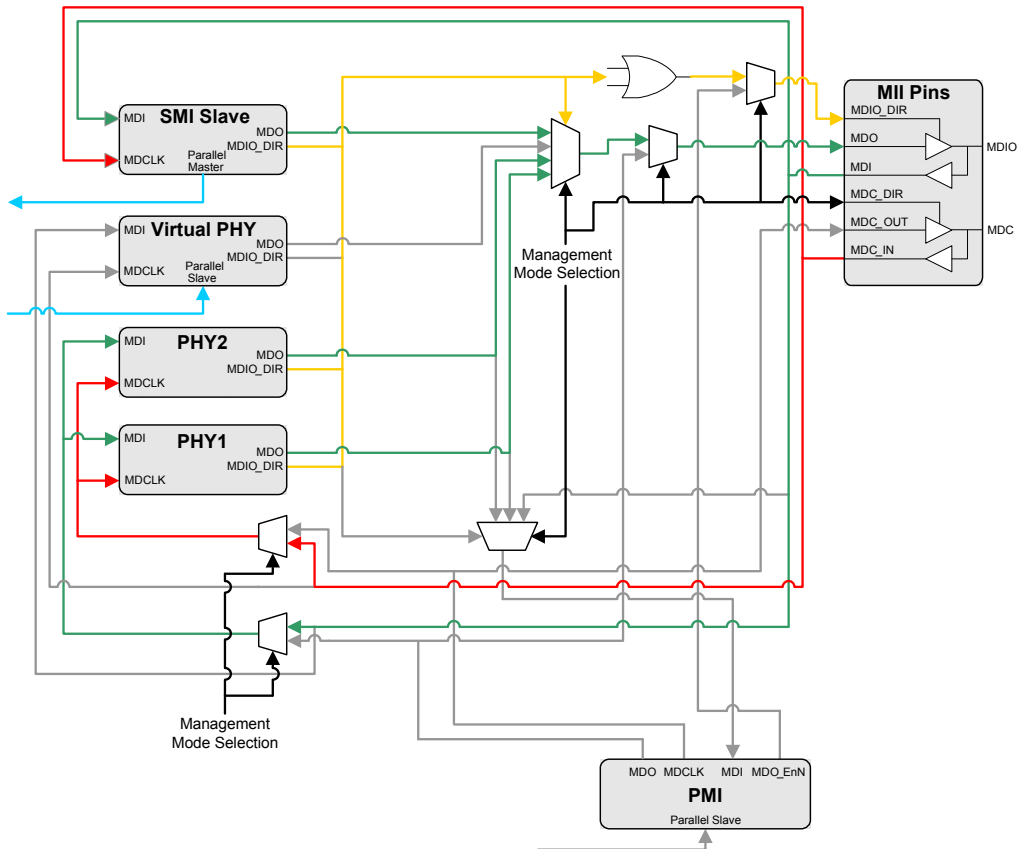 SMI Slave
MDI
MDO
MDIO_DIR
MDCLK
Parallel
Master
Virtual PHY
MDI
MDO
MDIO_DIR
MDCLK
Parallel
Slave
PHY2
MDI
MDO
MDIO_DIR
MDCLK
PHY1
MDI
MDO
MDIO_DIR
MDCLK
Management
Mode Selection
MII Pins
MDIO_DIR
MDO
MDIO
MDI
MDC_DIR
MDC_OUT
MDC
MDC_IN
Management
Mode Selection
MDO MDCLK MDI MDO_EnN
PMI
Parallel Slave